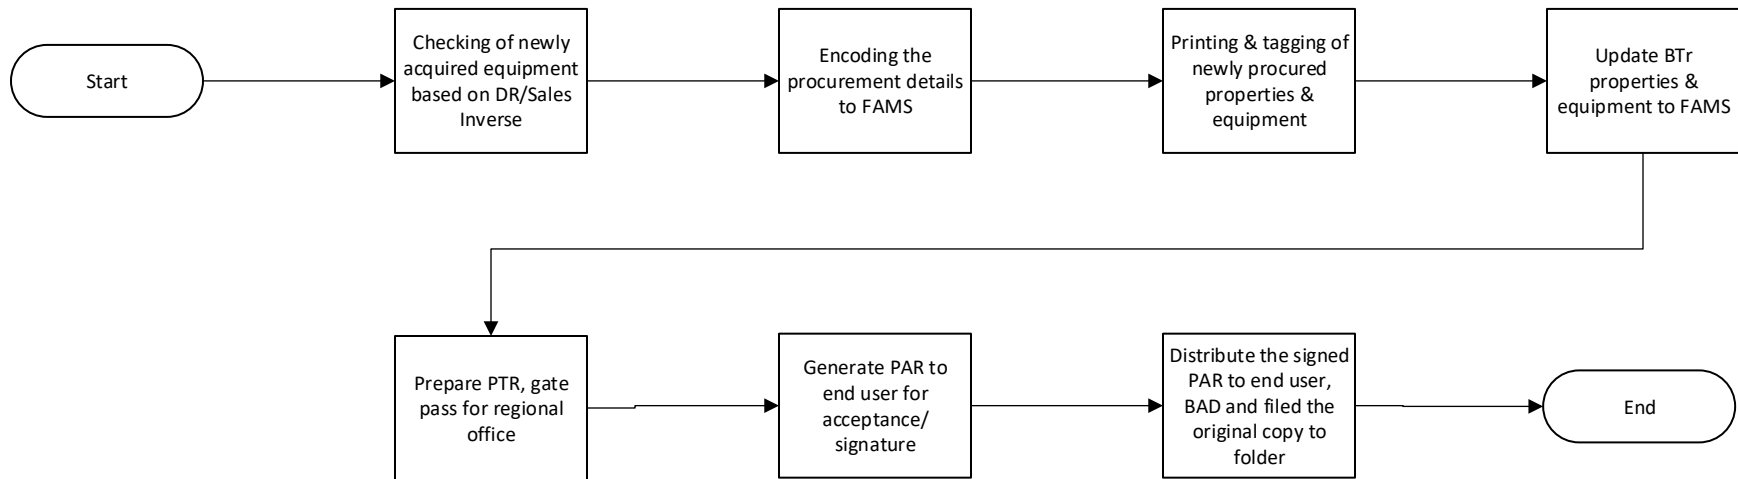 Start
Checking of newly
acquired equipment
based on DR/Sales
Inverse
Encoding the
procurement details
to FAMS
Printing & tagging of
newly procured
properties &
equipment
Update BTr
properties &
equipment to FAMS
Prepare PTR, gate
pass for regional
office
Generate PAR to
end user for
acceptance/
signature
Distribute the signed
PAR to end user,
BAD and filed the
original copy to
folder
End